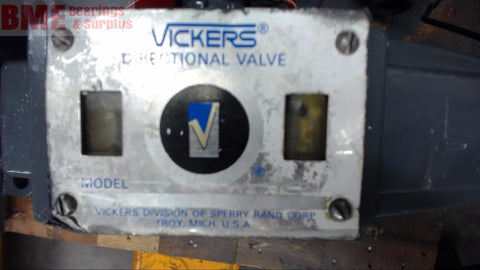 BME Bearings
& surplus
VICKERS®
DIRECTIONAL VALVE
V
MODEL
VICKERS DIVISION OF SPERRY RAND CORP
TROY, MICH. U.S.A.